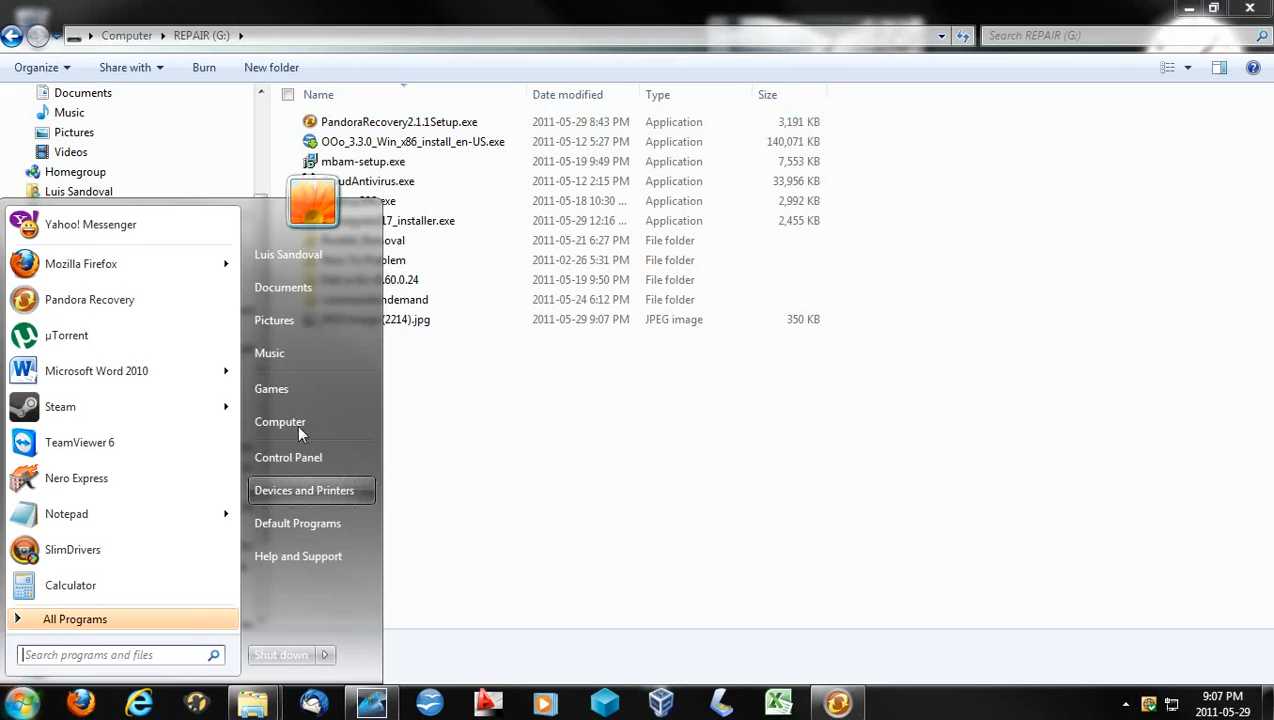 Computer REPAIR (G:) Search REPAIR (G:)
Organize Share with Burn New folder
Documents
Music
Pictures
Videos
Homegroup
Luis Sandoval
Name Date modified Type Size
PandoraRecovery2.1.1Setup.exe 2011-05-29 8:43 PM Application 3,191 KB
OOo_3.3.0_Win_x86_install_en-US.exe 2011-05-12 5:27 PM Application 140,071 KB
mbam-setup.exe 2011-05-19 9:49 PM Application 7,553 KB
udAntivirus.exe 2011-05-12 2:15 PM Application 33,956 KB
.exe 2011-05-18 10:30 ... Application 2,992 KB
17_installer.exe 2011-05-29 12:16 ... Application 2,455 KB
oval 2011-05-21 6:27 PM File folder
oblem 2011-02-26 5:31 PM File folder
.60.0.24 2011-05-19 9:50 PM File folder
ndemand 2011-05-24 6:12 PM File folder
(2214).jpg 2011-05-29 9:07 PM JPEG image 350 KB
Yahoo! Messenger
Mozilla Firefox
Pandora Recovery
µTorrent
Microsoft Word 2010
Steam
TeamViewer 6
Nero Express
Notepad
SlimDrivers
Calculator
All Programs
Search programs and files
Luis Sandoval
Documents
Pictures
Music
Games
Computer
Control Panel
Devices and Printers
Default Programs
Help and Support
Shut down
9:07 PM
2011-05-29